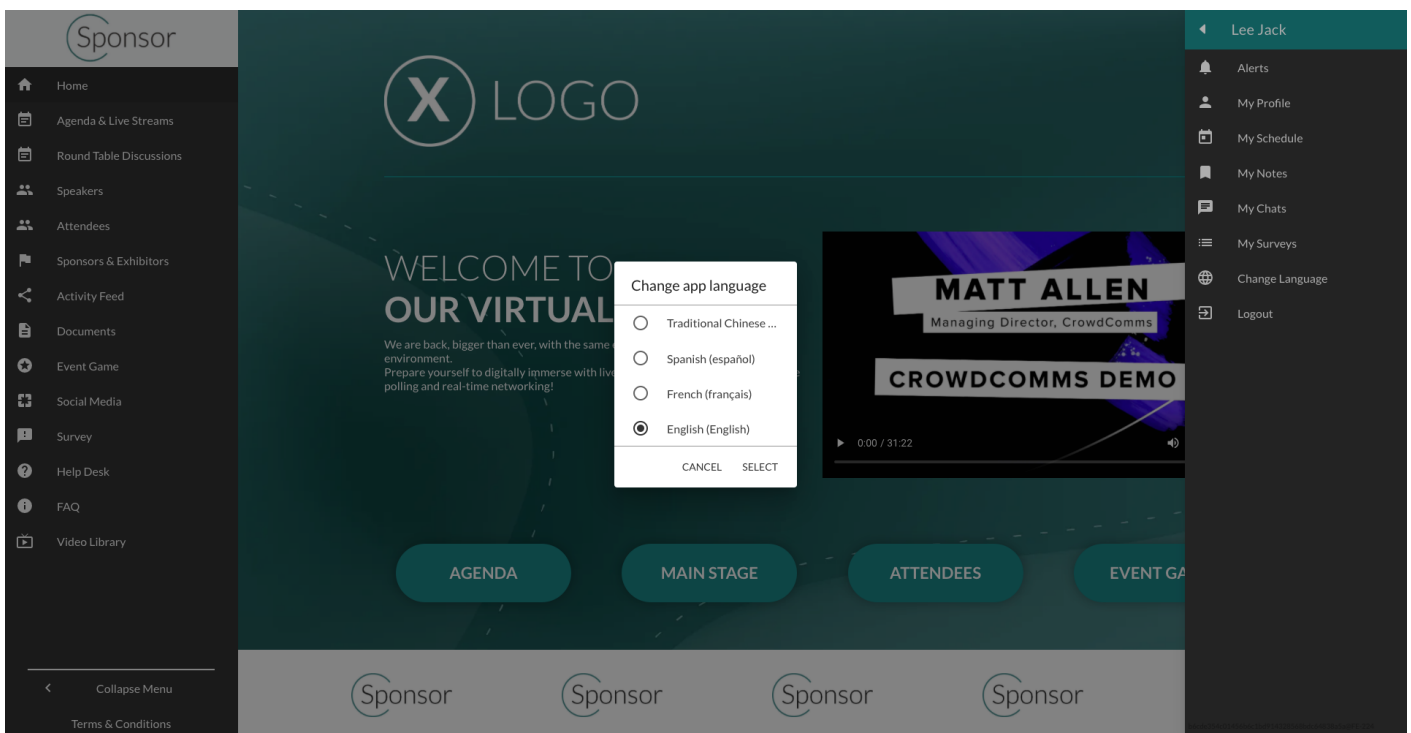 Sponsor
Home
Agenda & Live Streams
Round Table Discussions
Speakers
Attendees
Sponsors & Exhibitors
Activity Feed
Documents
Event Game
Social Media
Survey
Help Desk
FAQ
Video Library
Collapse Menu
Terms & Conditions
X LOGO
WELCOME TO
OUR VIRTUAL
We are back, bigger than ever, with the same
environment.
Prepare yourself to digitally immerse with live
polling and real-time networking!
MATT ALLEN
Managing Director, CrowdComms
CROWDCOMMS DEMO
0:00 / 31:22
Change app language
Traditional Chinese ...
Spanish (español)
French (français)
English (English)
CANCEL SELECT
AGENDA
MAIN STAGE
ATTENDEES
EVENT GA
Sponsor
Sponsor
Sponsor
Sponsor
Lee Jack
Alerts
My Profile
My Schedule
My Notes
My Chats
My Surveys
Change Language
Logout